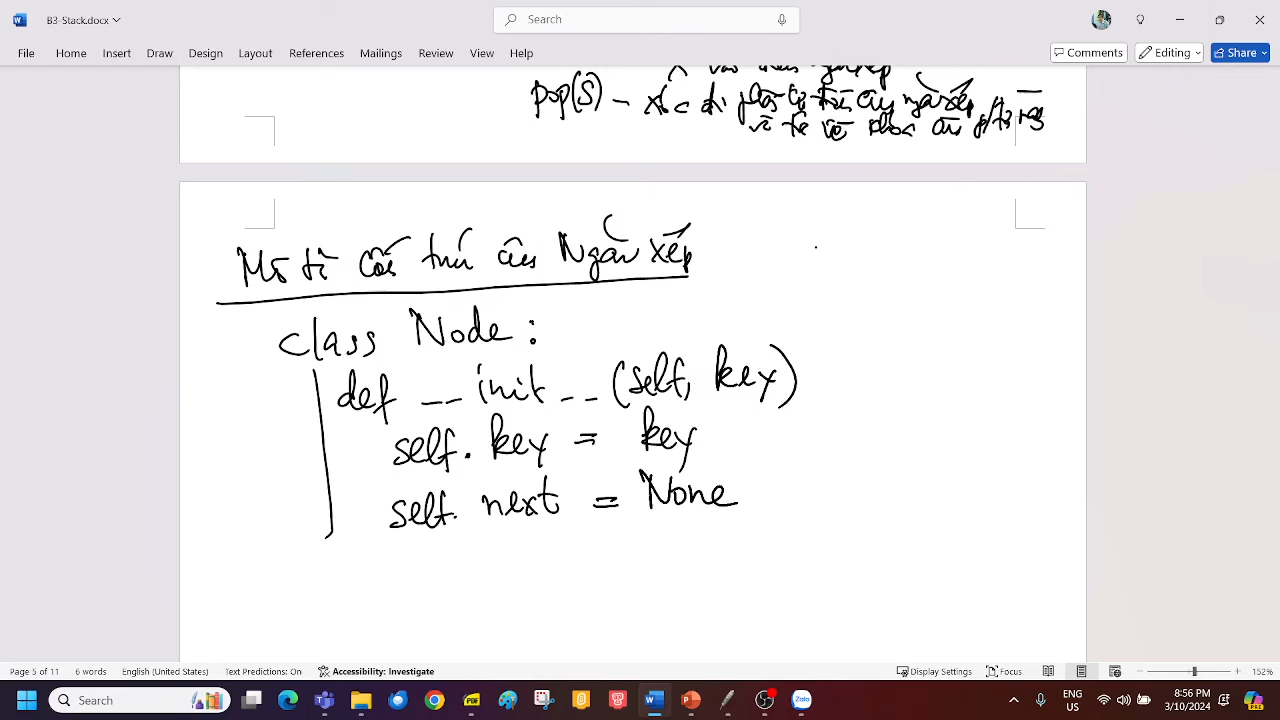 B3-Stack.docx
Search
File Home Insert Draw Design Layout References Mailings Review View Help
Comments Editing Share
pop(S) –
Mô tả cấu trúc của Ngăn xếp
class Node:
def __init__(self, key)
self.key = key
self.next = None
Page 5 of 11 6 words English (United States) Text Predictions: On Accessibility: Investigate Display Settings Focus 152%
Search ENG US 8:56 PM 3/10/2024
Zalo